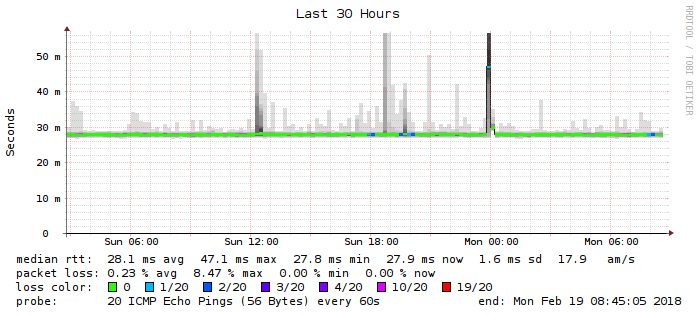 Last 30 Hours
RRDTOOL / TOBI OETIKER
Seconds
50 m
40 m
30 m
20 m
10 m
0
Sun 06:00 Sun 12:00 Sun 18:00 Mon 00:00 Mon 06:00
median rtt: 28.1 ms avg 47.1 ms max 27.8 ms min 27.9 ms now 1.6 ms sd 17.9 am/s
packet loss: 0.23 % avg 8.47 % max 0.00 % min 0.00 % now
loss color: 0 1/20 2/20 3/20 4/20 10/20 19/20
probe: 20 ICMP Echo Pings (56 Bytes) every 60s end: Mon Feb 19 08:45:05 2018